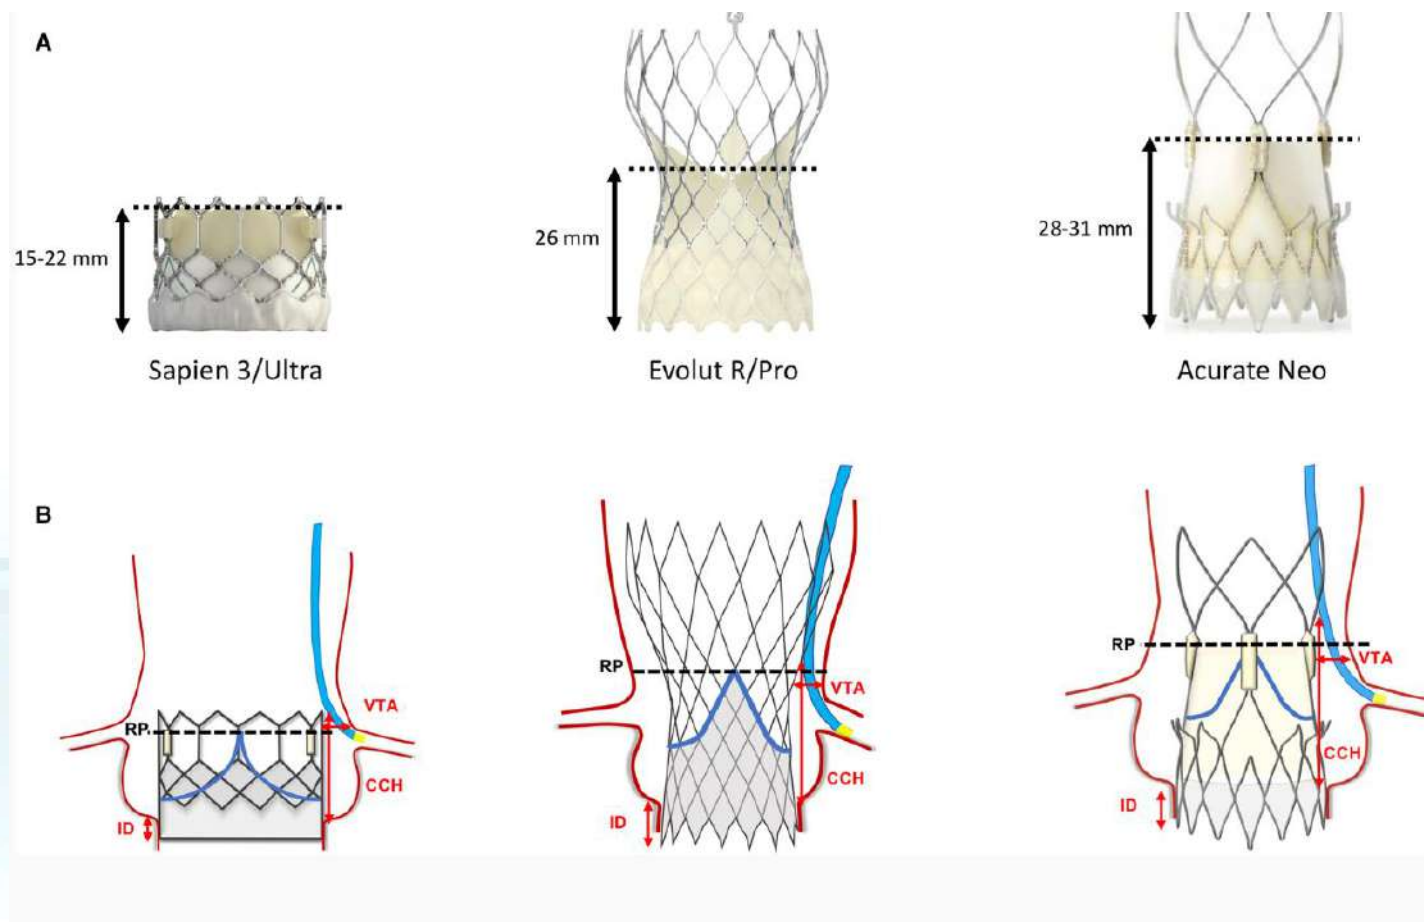 A
15-22 mm
26 mm
28-31 mm
Sapien 3/Ultra
Evolut R/Pro
Acurate Neo
B
RP
VTA
CCH
ID
RP
VTA
CCH
ID
RP
VTA
CCH
ID